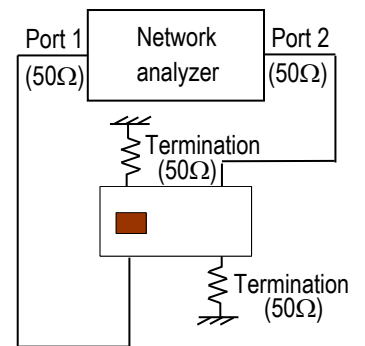 Port 1
(50Ω)
Network
analyzer
Port 2
(50Ω)
Termination
(50Ω)
Termination
(50Ω)